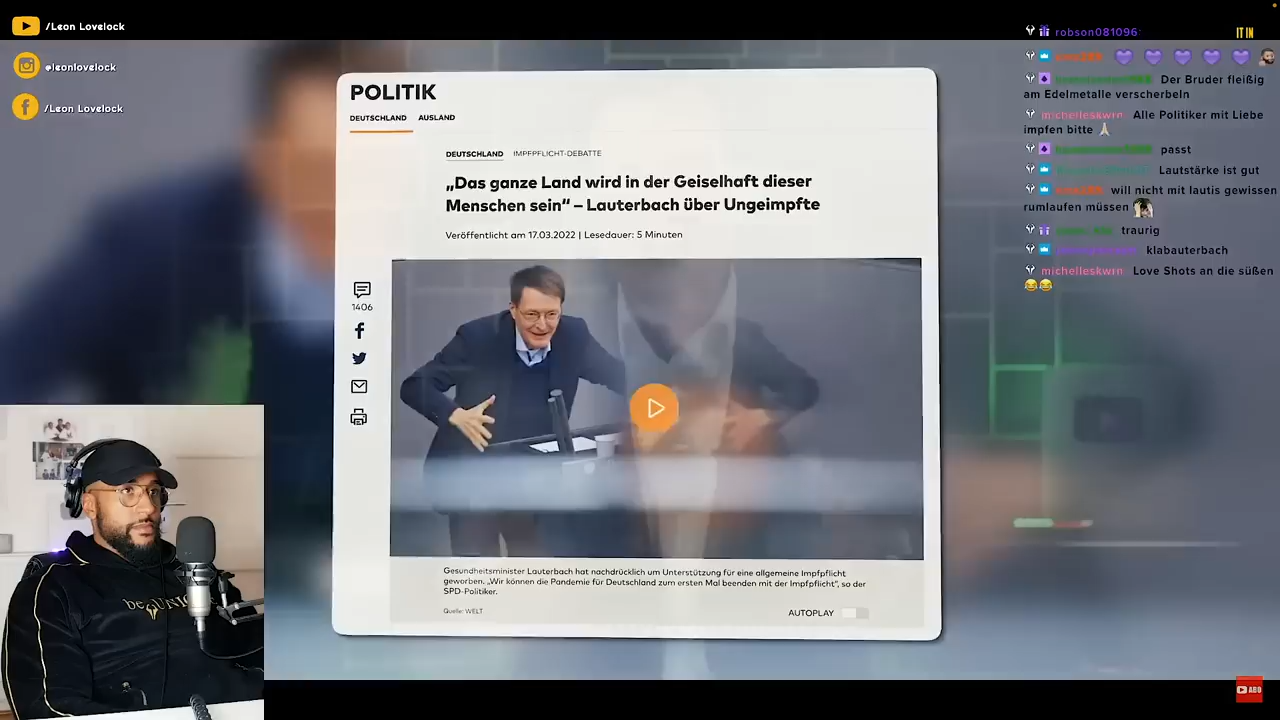 /Leon Lovelock
@leonlovelock
/Leon Lovelock
POLITIK
DEUTSCHLAND AUSLAND
DEUTSCHLAND IMPFPFLICHT-DEBATTE
„Das ganze Land wird in der Geiselhaft dieser
Menschen sein“ – Lauterbach über Ungeimpfte
Veröffentlicht am 17.03.2022 | Lesedauer: 5 Minuten
1406
Gesundheitsminister Lauterbach hat nachdrücklich um Unterstützung für eine allgemeine Impfpflicht
geworben. „Wir können die Pandemie für Deutschland zum ersten Mal beenden mit der Impfpflicht“, so der
SPD-Politiker.
Quelle: WELT
AUTOPLAY
robson081096
IT IN
Der Bruder fleißig
am Edelmetalle verscherbeln
michelleskwrn Alle Politiker mit Liebe
impfen bitte
passt
Lautstärke ist gut
will nicht mit lautis gewissen
rumlaufen müssen
traurig
klabauterbach
michelleskwrn Love Shots an die süßen
ABO